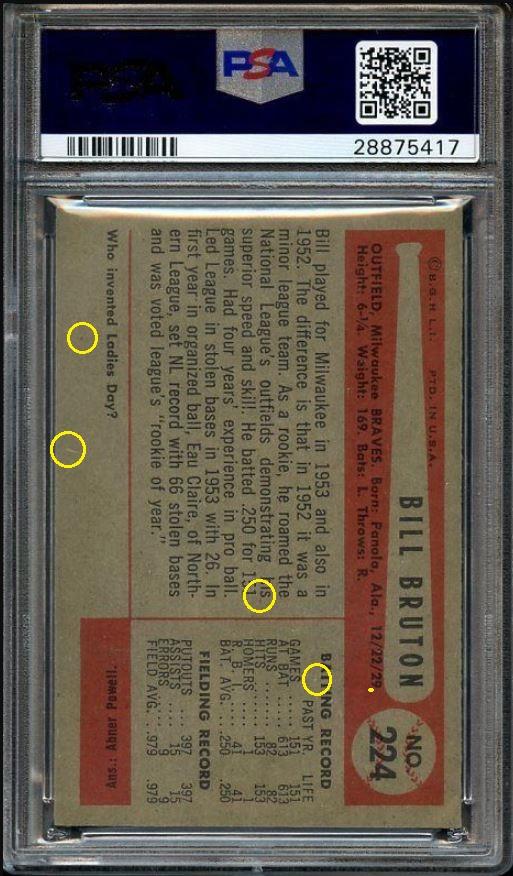 PSA
PSA
28875417
©B.G.H.L.I. PTD. IN U.S.A.
BILL BRUTON
NO. 224
OUTFIELD, Milwaukee BRAVES. Born: Panola, Ala., 12/22/29.
Height: 6-¼. Weight: 169. Bats: L. Throws: R.
Bill played for Milwaukee in 1953 and also in
1952. The difference is that in 1952 it was a
minor league team. As a rookie, he roamed the
National League's outfields demonstrating his
superior speed and skill. He batted .250 for 151
games. Had four years' experience in pro ball.
Led League in stolen bases in 1953 with 26. In
first year in organized ball, Eau Claire, of North-
ern League, set NL record with 66 stolen bases
and was voted league's "rookie of year."
BATTING RECORD
PAST YR. LIFE
GAMES 151 151
AT BAT ..... 613 613
RUNS ..... 82 82
HITS ..... 153 153
HOMERS .... 1 1
R. B. I. .... 41 41
BAT. AVG. ... .250 .250
FIELDING RECORD
PUTOUTS 397 397
ASSISTS .... 15 15
ERRORS .... 9 9
FIELD AVG. .. .979 .979
Who invented Ladies Day?
Ans.: Abner Powell.